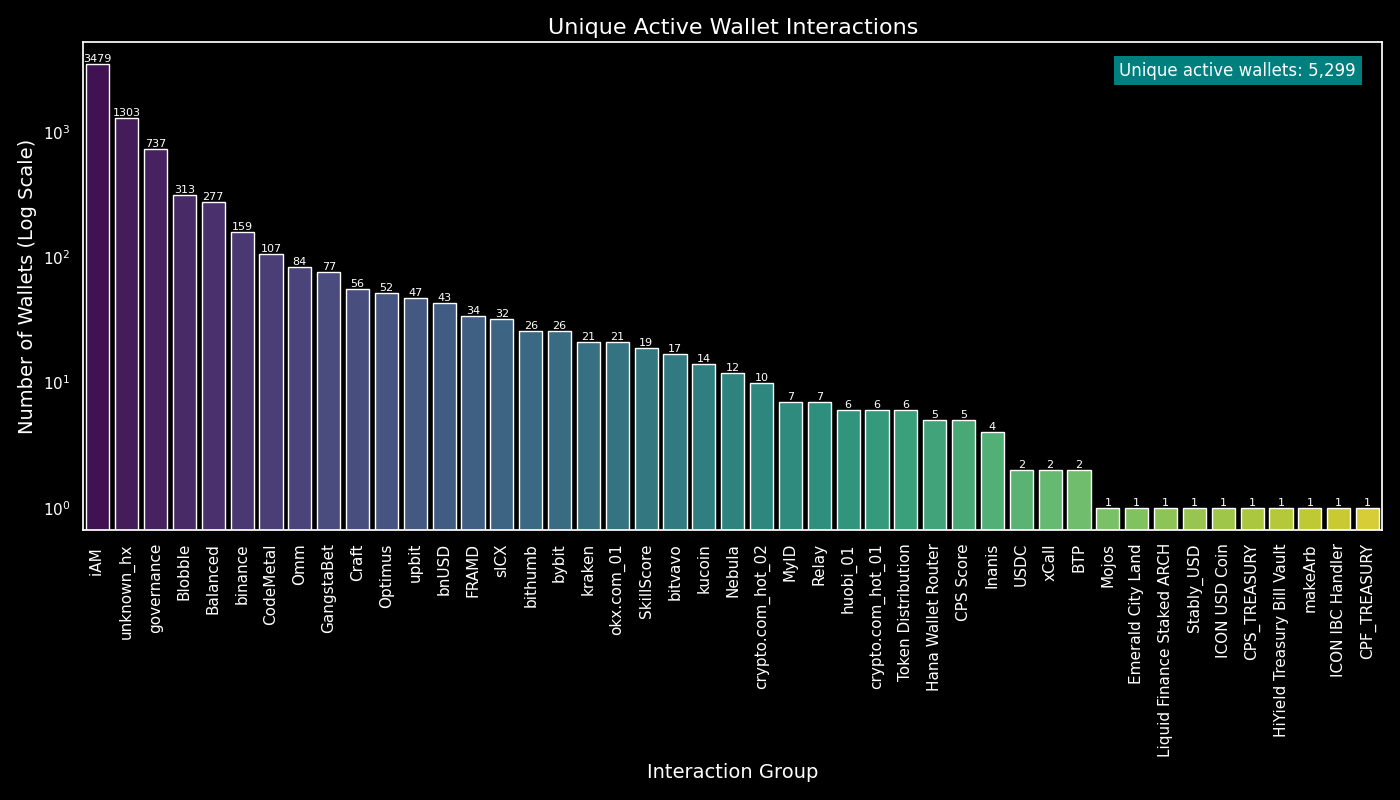 Unique Active Wallet Interactions
Unique active wallets: 5,299
Number of Wallets (Log Scale)
10³
10²
10¹
10⁰
3479
1303
737
313
277
159
107
84
77
56
52
47
43
34
32
26
26
21
21
19
17
14
12
10
7
7
6
6
6
5
5
4
2
2
2
1
1
1
1
1
1
1
1
1
1
iAM
unknown_hx
governance
Blobble
Balanced
binance
CodeMetal
Omm
GangstaBet
Craft
Optimus
upbit
bnUSD
FRAMD
sICX
bithumb
bybit
kraken
okx.com_01
SkillScore
bitvavo
kucoin
Nebula
crypto.com_hot_02
MyID
Relay
huobi_01
crypto.com_hot_01
Token Distribution
Hana Wallet Router
CPS Score
Inanis
USDC
xCall
BTP
Mojos
Emerald City Land
Liquid Finance Staked ARCH
Stably_USD
ICON USD Coin
CPS_TREASURY
HiYield Treasury Bill Vault
makeArb
ICON IBC Handler
CPF_TREASURY
Interaction Group